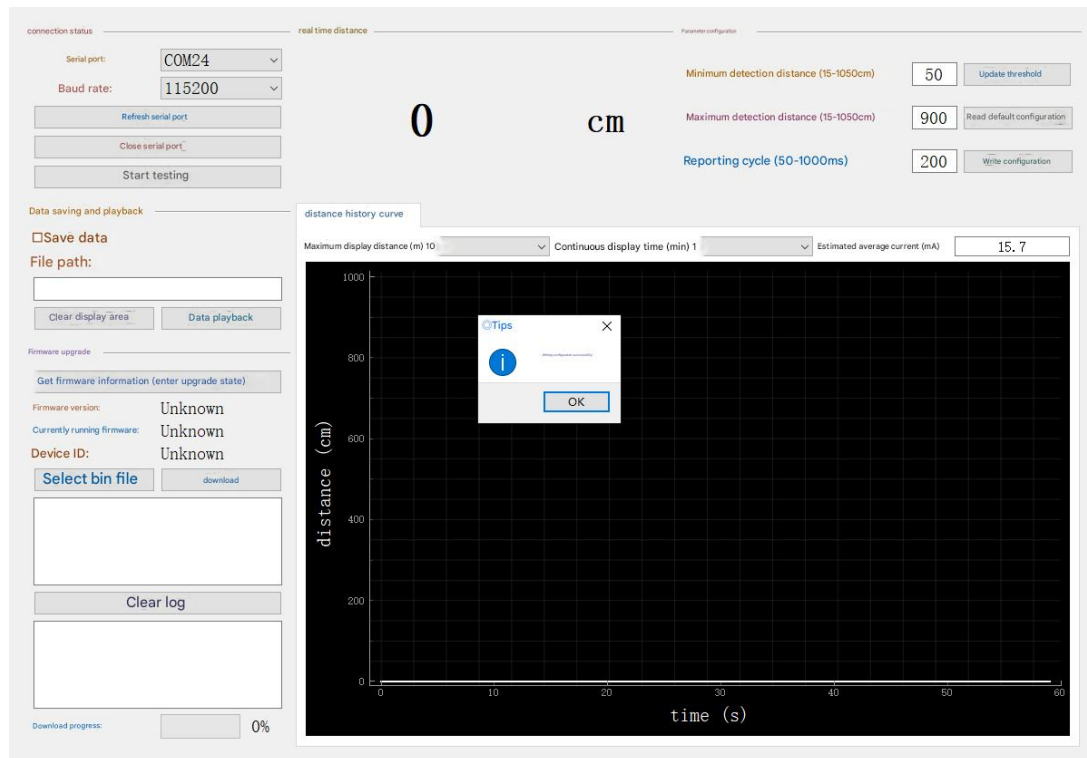 connection status
Serial port: COM24
Baud rate: 115200
Refresh serial port
Close serial port
Start testing
Data saving and playback
Save data
File path:
Clear display area Data playback
Firmware upgrade
Get firmware information (enter upgrade state)
Firmware version: Unknown
Currently running firmware: Unknown
Device ID: Unknown
Select bin file download
Clear log
Download progress: 0%
real time distance
0 cm
Parameter configuration
Minimum detection distance (15-1050cm) 50 Update threshold
Maximum detection distance (15-1050cm) 900 Read default configuration
Reporting cycle (50-1000ms) 200 Write configuration
distance history curve
Maximum display distance (m) 10 Continuous display time (min) 1 Estimated average current (mA) 15.7
1000
800
600
400
200
0
distance (cm)
0 10 20 30 40 50 60
time (s)
Tips
OK